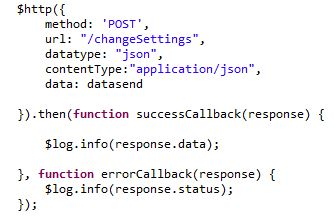 $http({
    method: 'POST',
    url: "/changeSettings",
    datatype: "json",
    contentType:"application/json",
    data: datasend
}).then(function successCallback(response) {
    $log.info(response.data);
}, function errorCallback(response) {
    $log.info(response.status);
});